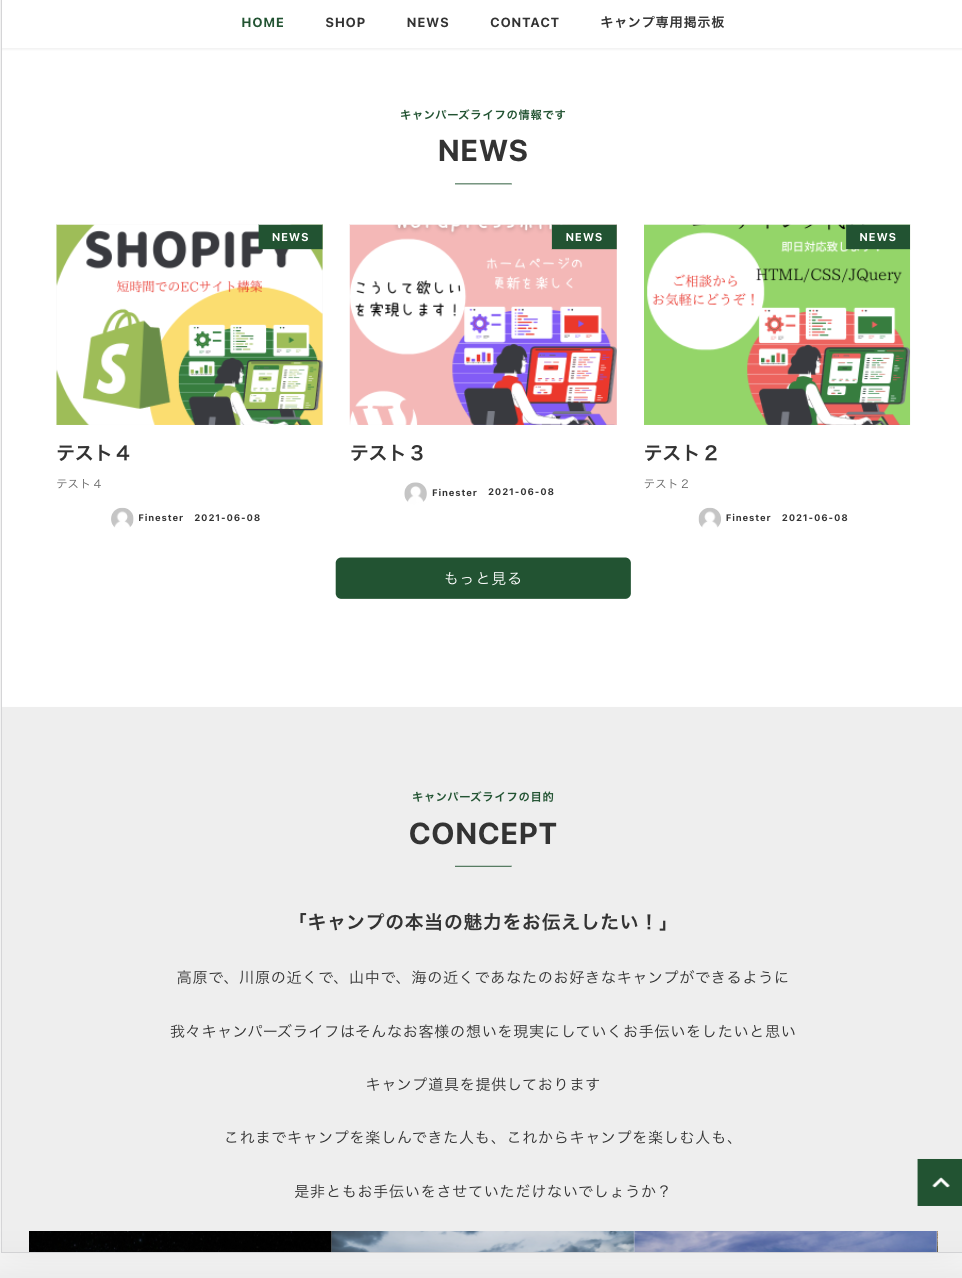 HOME SHOP NEWS CONTACT キャンプ専用掲示板
キャンパーズライフの情報です
NEWS
SHOPIFY
NEWS
短時間でのECサイト構築
S
テスト４
テスト４
Finester 2021-06-08
NEWS
ホームページの
更新を楽しく
こうして欲しい
を実現します！
テスト３
Finester 2021-06-08
NEWS
即日対応致し
HTML/CSS/JQuery
ご相談から
お気軽にどうぞ！
テスト２
テスト２
Finester 2021-06-08
もっと見る
キャンパーズライフの目的
CONCEPT
「キャンプの本当の魅力をお伝えしたい！」
高原で、川原の近くで、山中で、海の近くであなたのお好きなキャンプができるように
我々キャンパーズライフはそんなお客様の想いを現実にしていくお手伝いをしたいと思い
キャンプ道具を提供しております
これまでキャンプを楽しんできた人も、これからキャンプを楽しむ人も、
是非ともお手伝いをさせていただけないでしょうか？